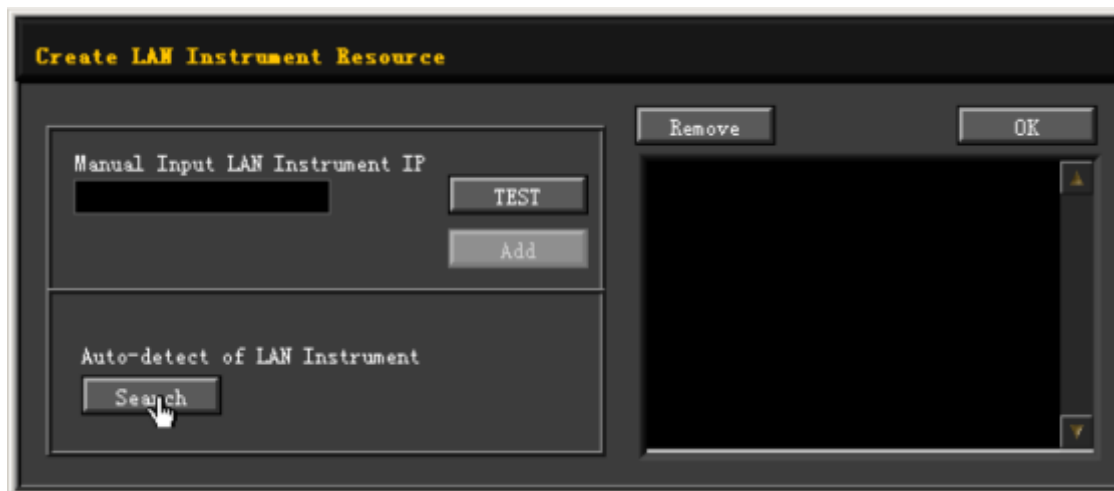 Create LAN Instrument Resource
Manual Input LAN Instrument IP
TEST
Add
Auto-detect of LAN Instrument
Search
Remove
OK